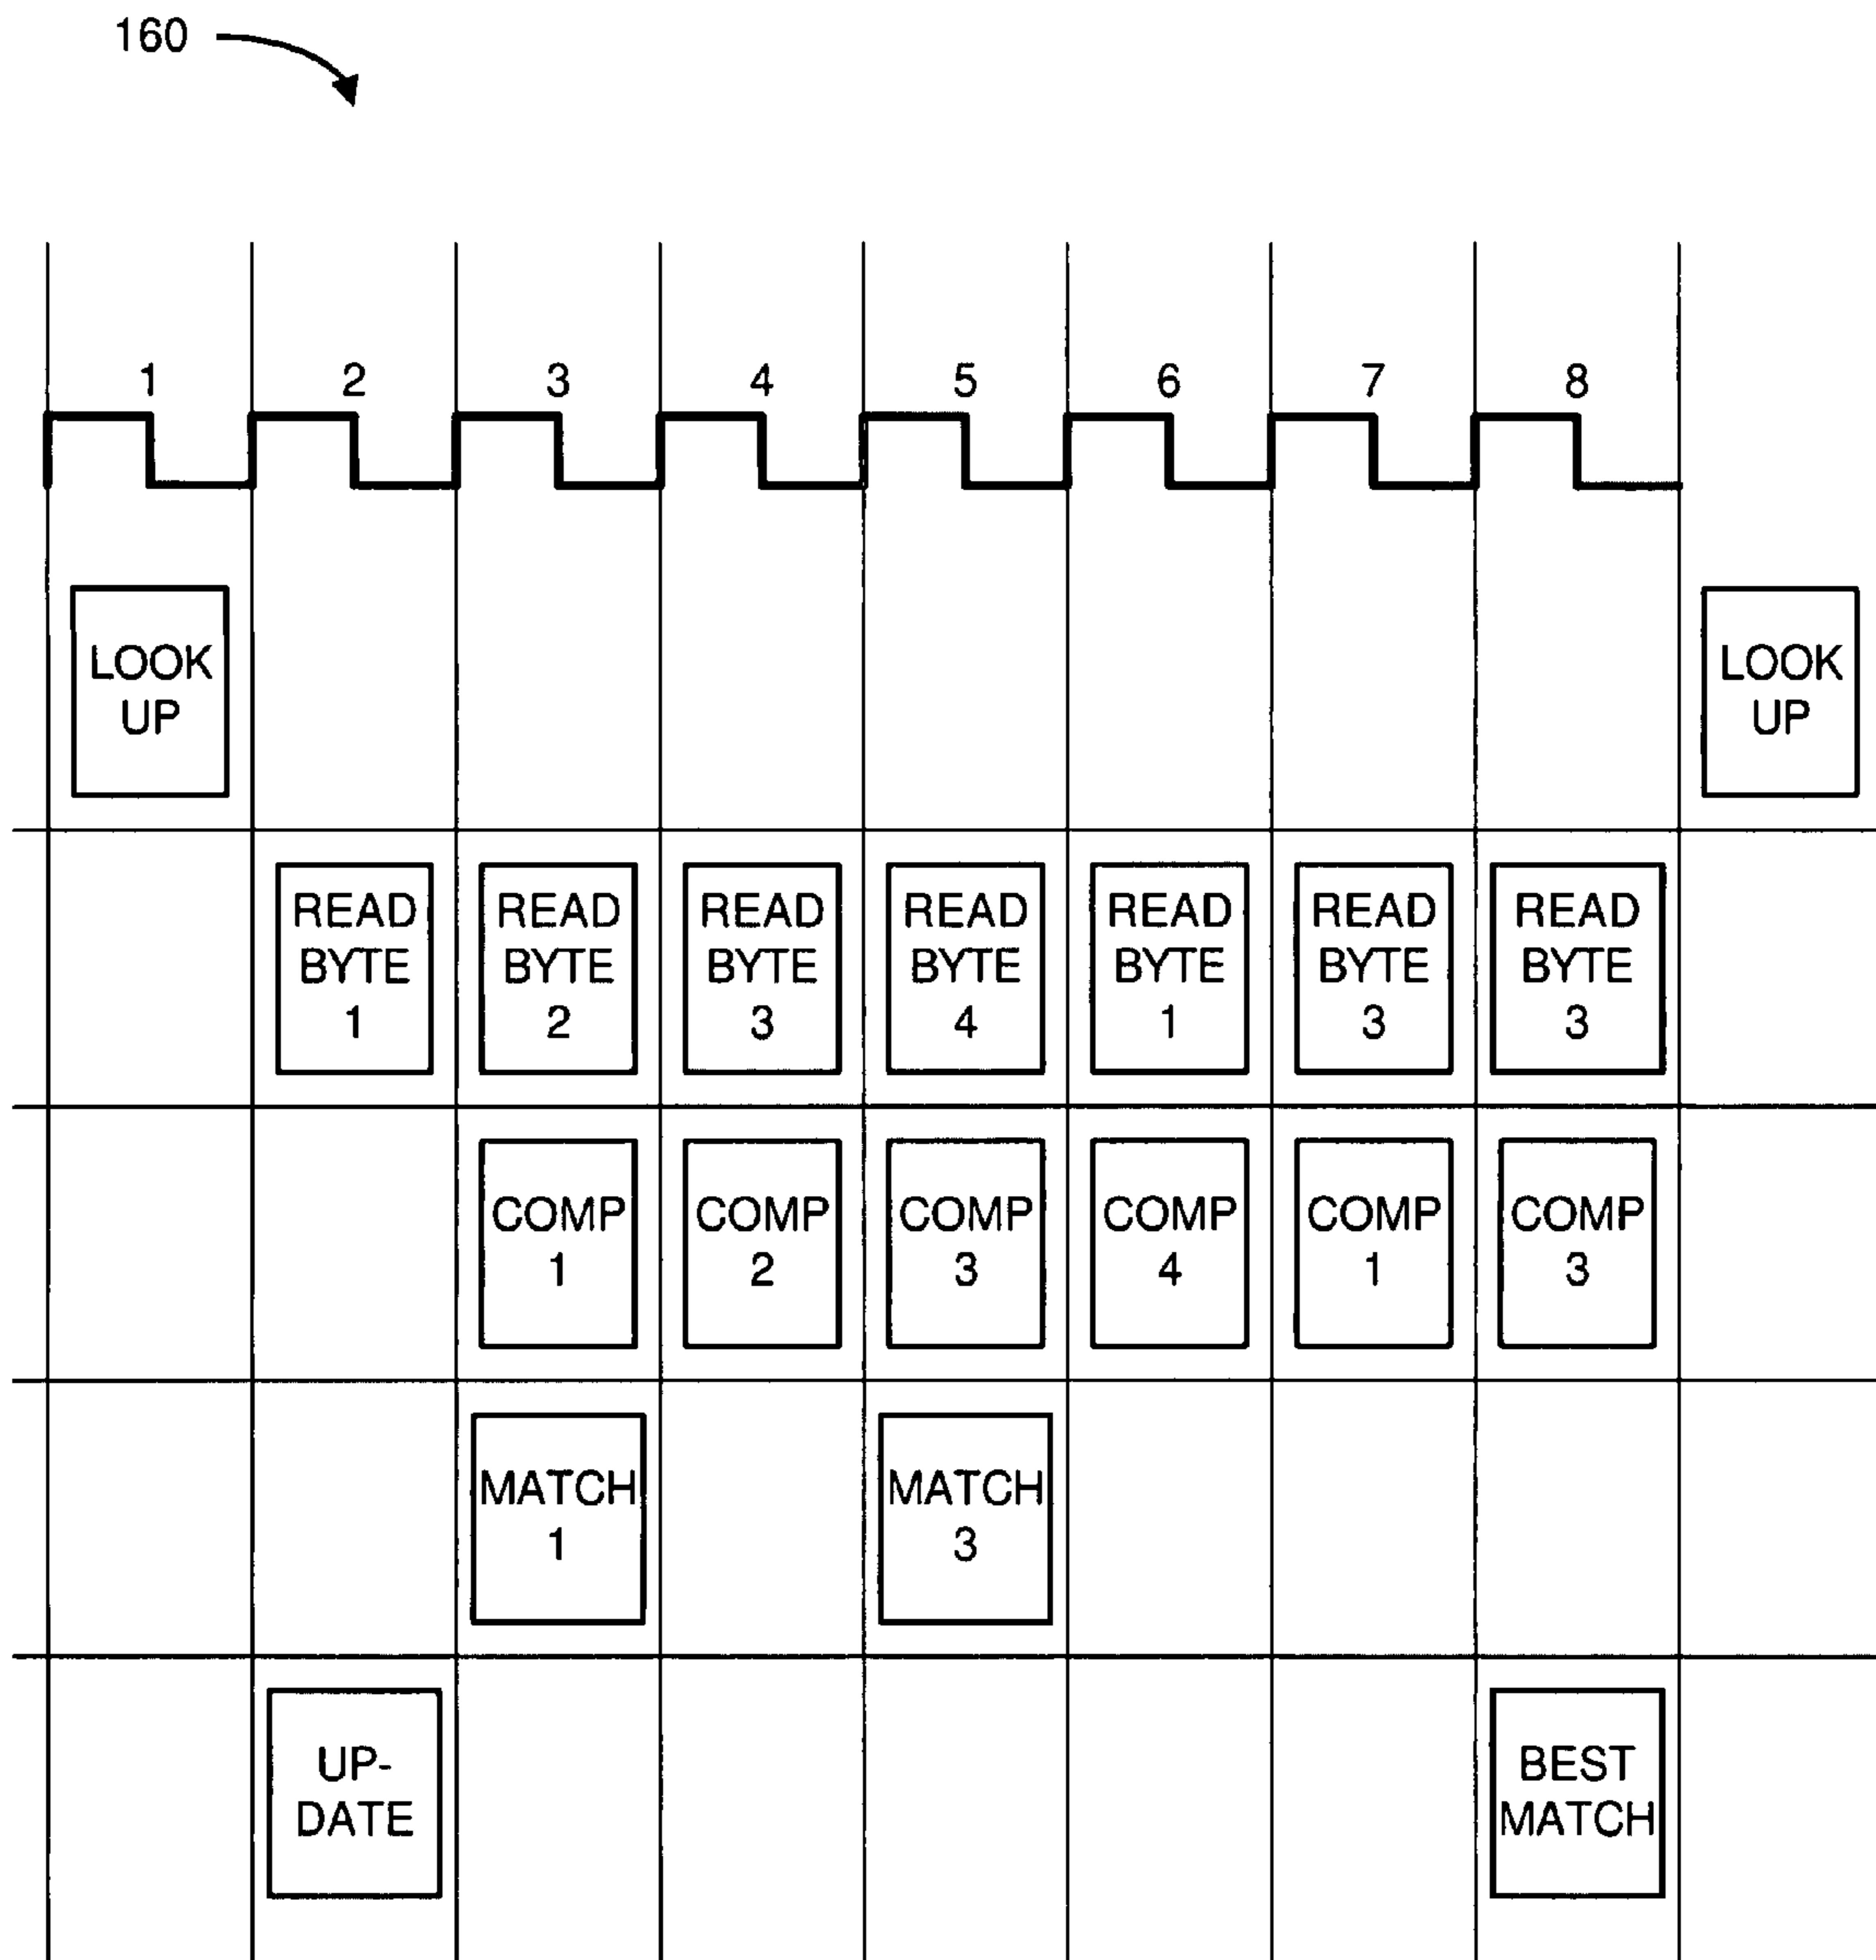 160
1 2 3 4 5 6 7 8
LOOK
UP
LOOK
UP
READ
BYTE
1
READ
BYTE
2
READ
BYTE
3
READ
BYTE
4
READ
BYTE
1
READ
BYTE
3
READ
BYTE
3
COMP
1
COMP
2
COMP
3
COMP
4
COMP
1
COMP
3
MATCH
1
MATCH
3
UP-
DATE
BEST
MATCH